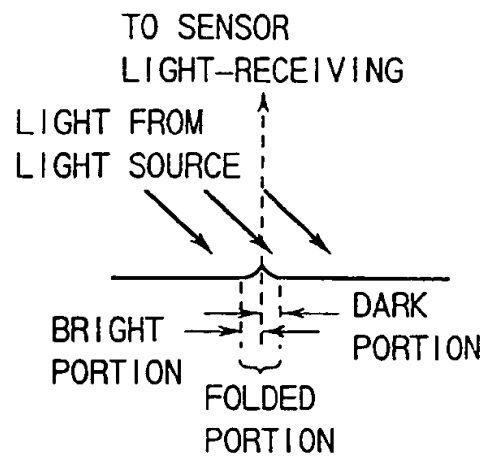 TO SENSOR
LIGHT-RECEIVING
LIGHT FROM
LIGHT SOURCE
BRIGHT
PORTION
DARK
PORTION
FOLDED
PORTION